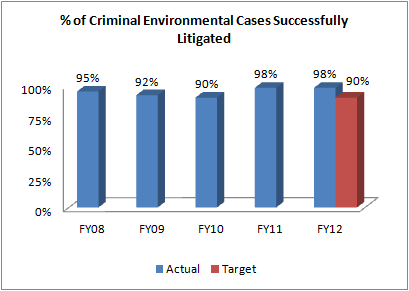 % of Criminal Environmental Cases Successfully
Litigated
95%
92%
90%
98%
98%
90%
100%
75%
50%
25%
0%
FY08
FY09
FY10
FY11
FY12
Actual
Target